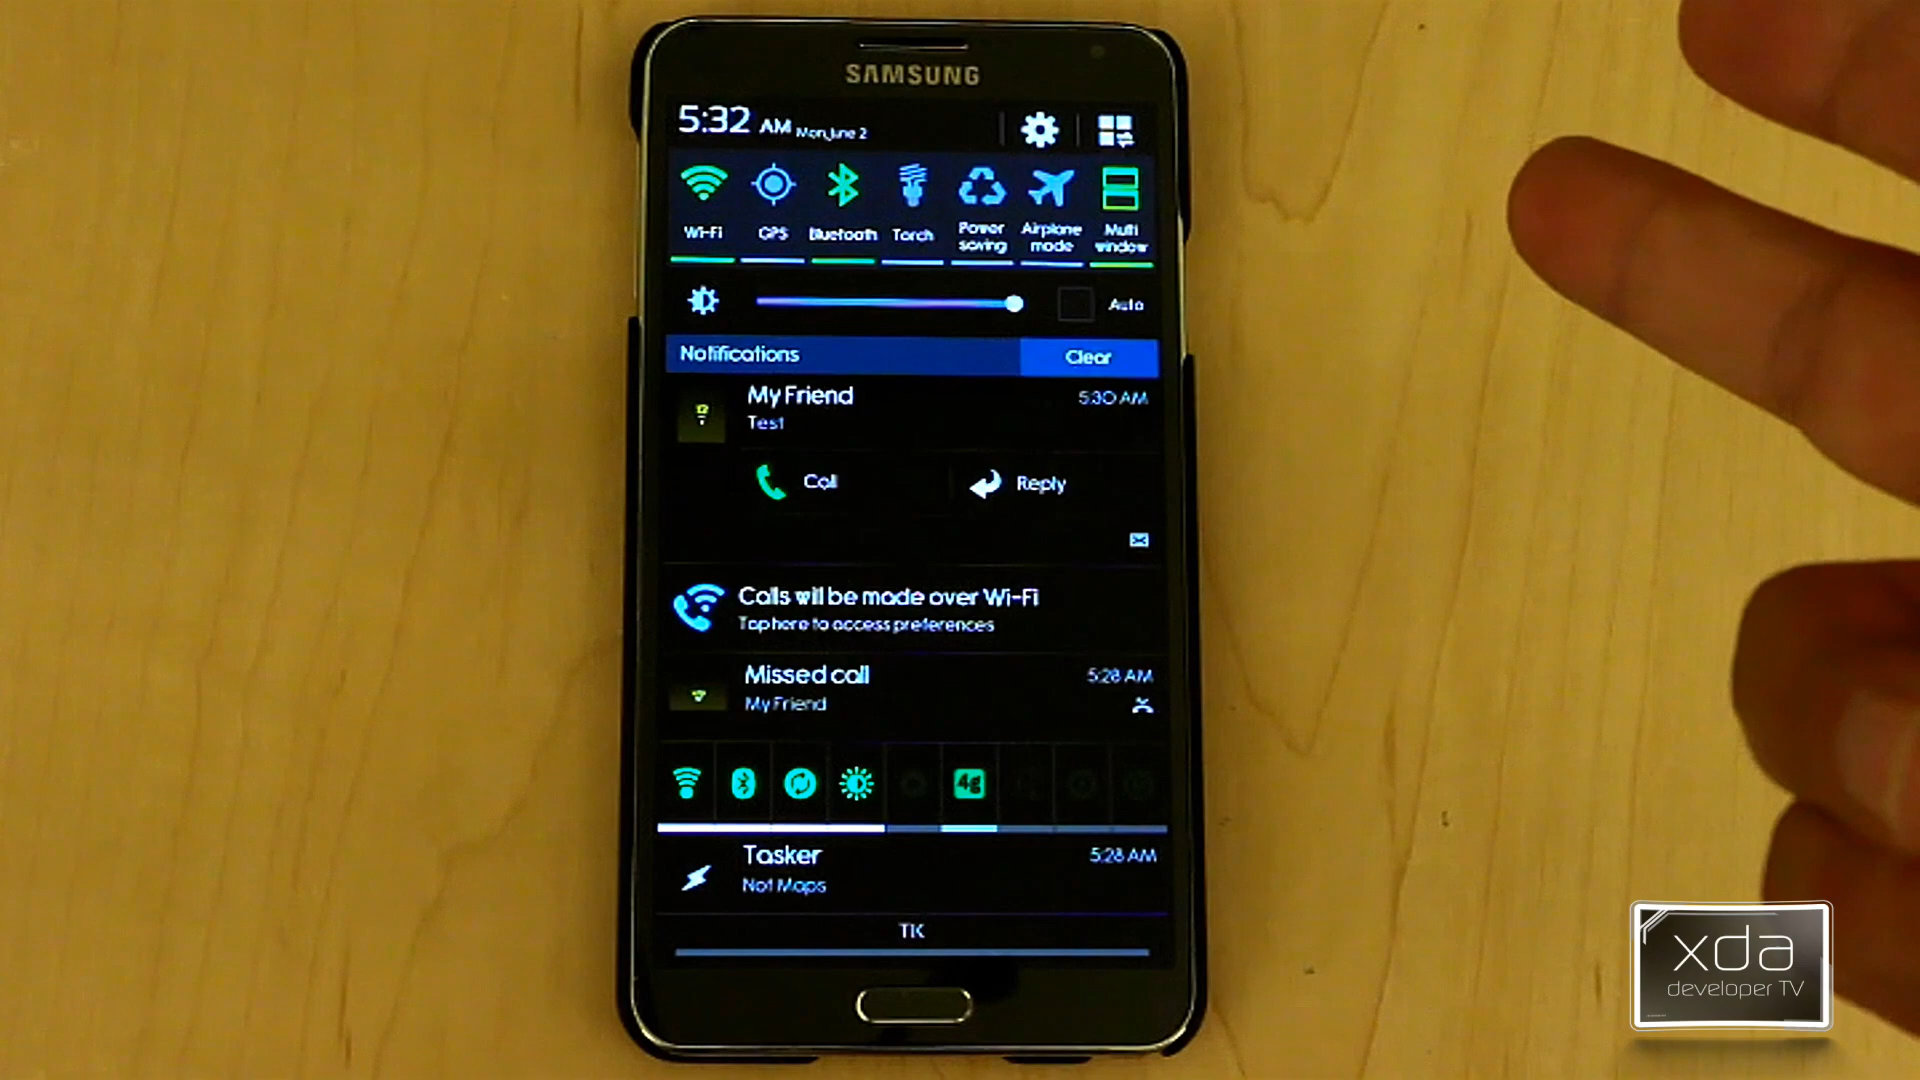 SAMSUNG
5:32 AM Mon, June 2
Wi-Fi GPS Bluetooth Torch Power saving Airplane mode Multi window
Auto
Notifications Clear
My Friend 5:30 AM
Test
Call Reply
Calls will be made over Wi-Fi
Tap here to access preferences
Missed call 5:28 AM
My Friend
4g
Tasker 5:28 AM
Not Maps
TK
xda
developer TV